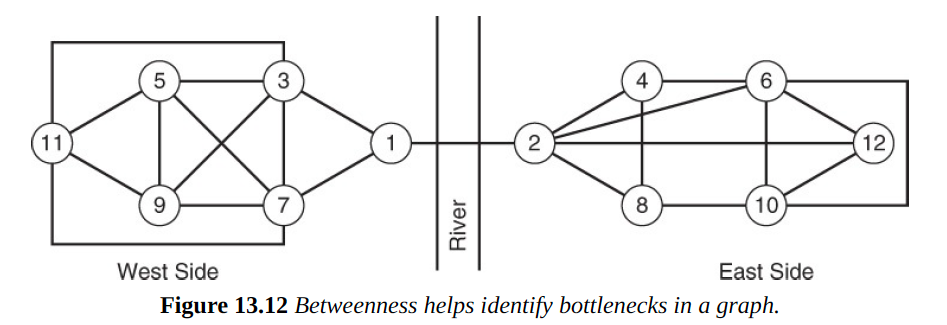 5 3 4 6
11 1 2 12
9 7 8 10
River
West Side East Side
Figure 13.12 Betweenness helps identify bottlenecks in a graph.